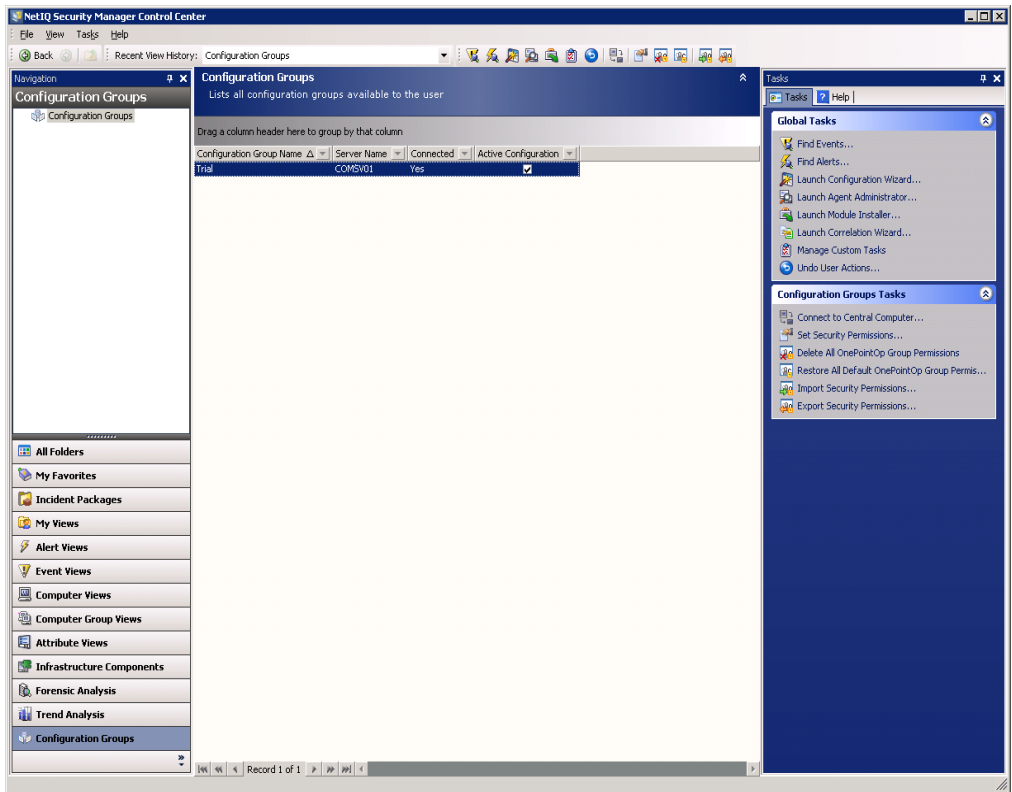 NetIQ Security Manager Control Center
File View Tasks Help
Back Recent View History: Configuration Groups
Navigation
Configuration Groups
Configuration Groups
All Folders
My Favorites
Incident Packages
My Views
Alert Views
Event Views
Computer Views
Computer Group Views
Attribute Views
Infrastructure Components
Forensic Analysis
Trend Analysis
Configuration Groups
Configuration Groups
Lists all configuration groups available to the user
Drag a column header here to group by that column
Configuration Group Name Server Name Connected Active Configuration
Trial COMSV01 Yes
Record 1 of 1
Tasks
Tasks Help
Global Tasks
Find Events...
Find Alerts...
Launch Configuration Wizard...
Launch Agent Administrator...
Launch Module Installer...
Launch Correlation Wizard...
Manage Custom Tasks
Undo User Actions...
Configuration Groups Tasks
Connect to Central Computer...
Set Security Permissions...
Delete All OnePointOp Group Permissions
Restore All Default OnePointOp Group Permis...
Import Security Permissions...
Export Security Permissions...